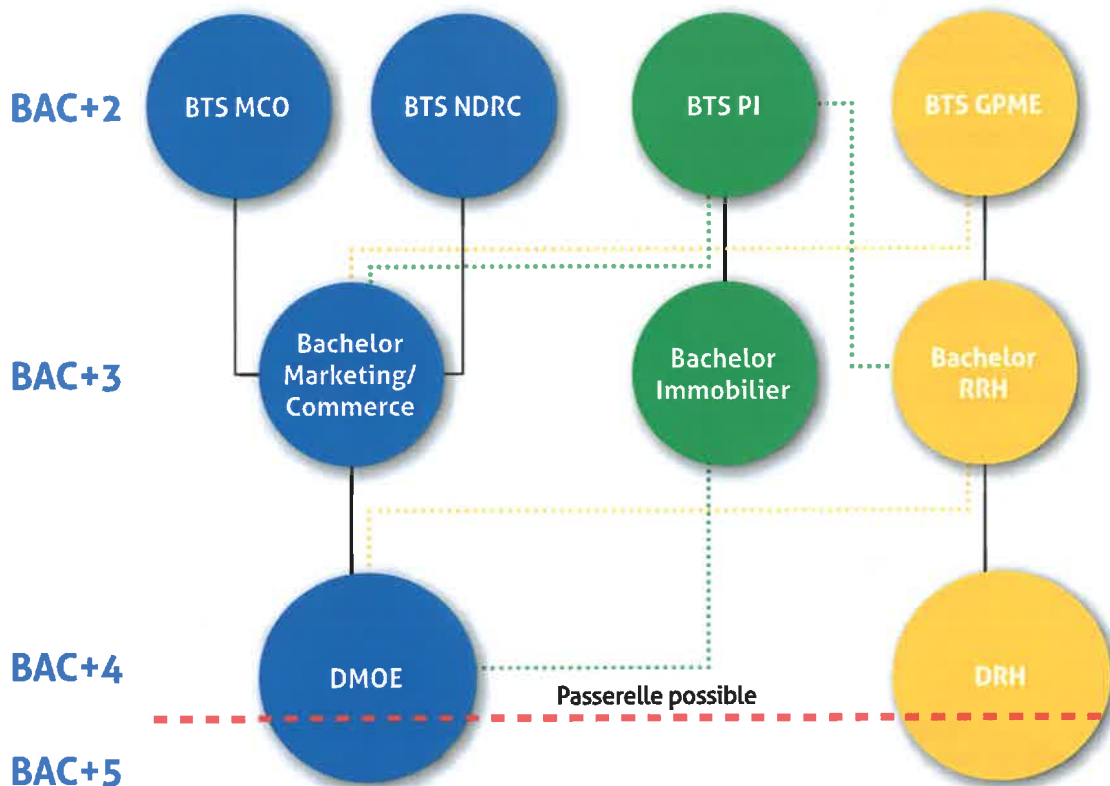 BAC+2
BTS MCO
BTS NDRC
BTS PI
BTS GPME
BAC+3
Bachelor
Marketing/
Commerce
Bachelor
Immobilier
Bachelor
RRH
BAC+4
DMOE
Passerelle possible
DRH
BAC+5